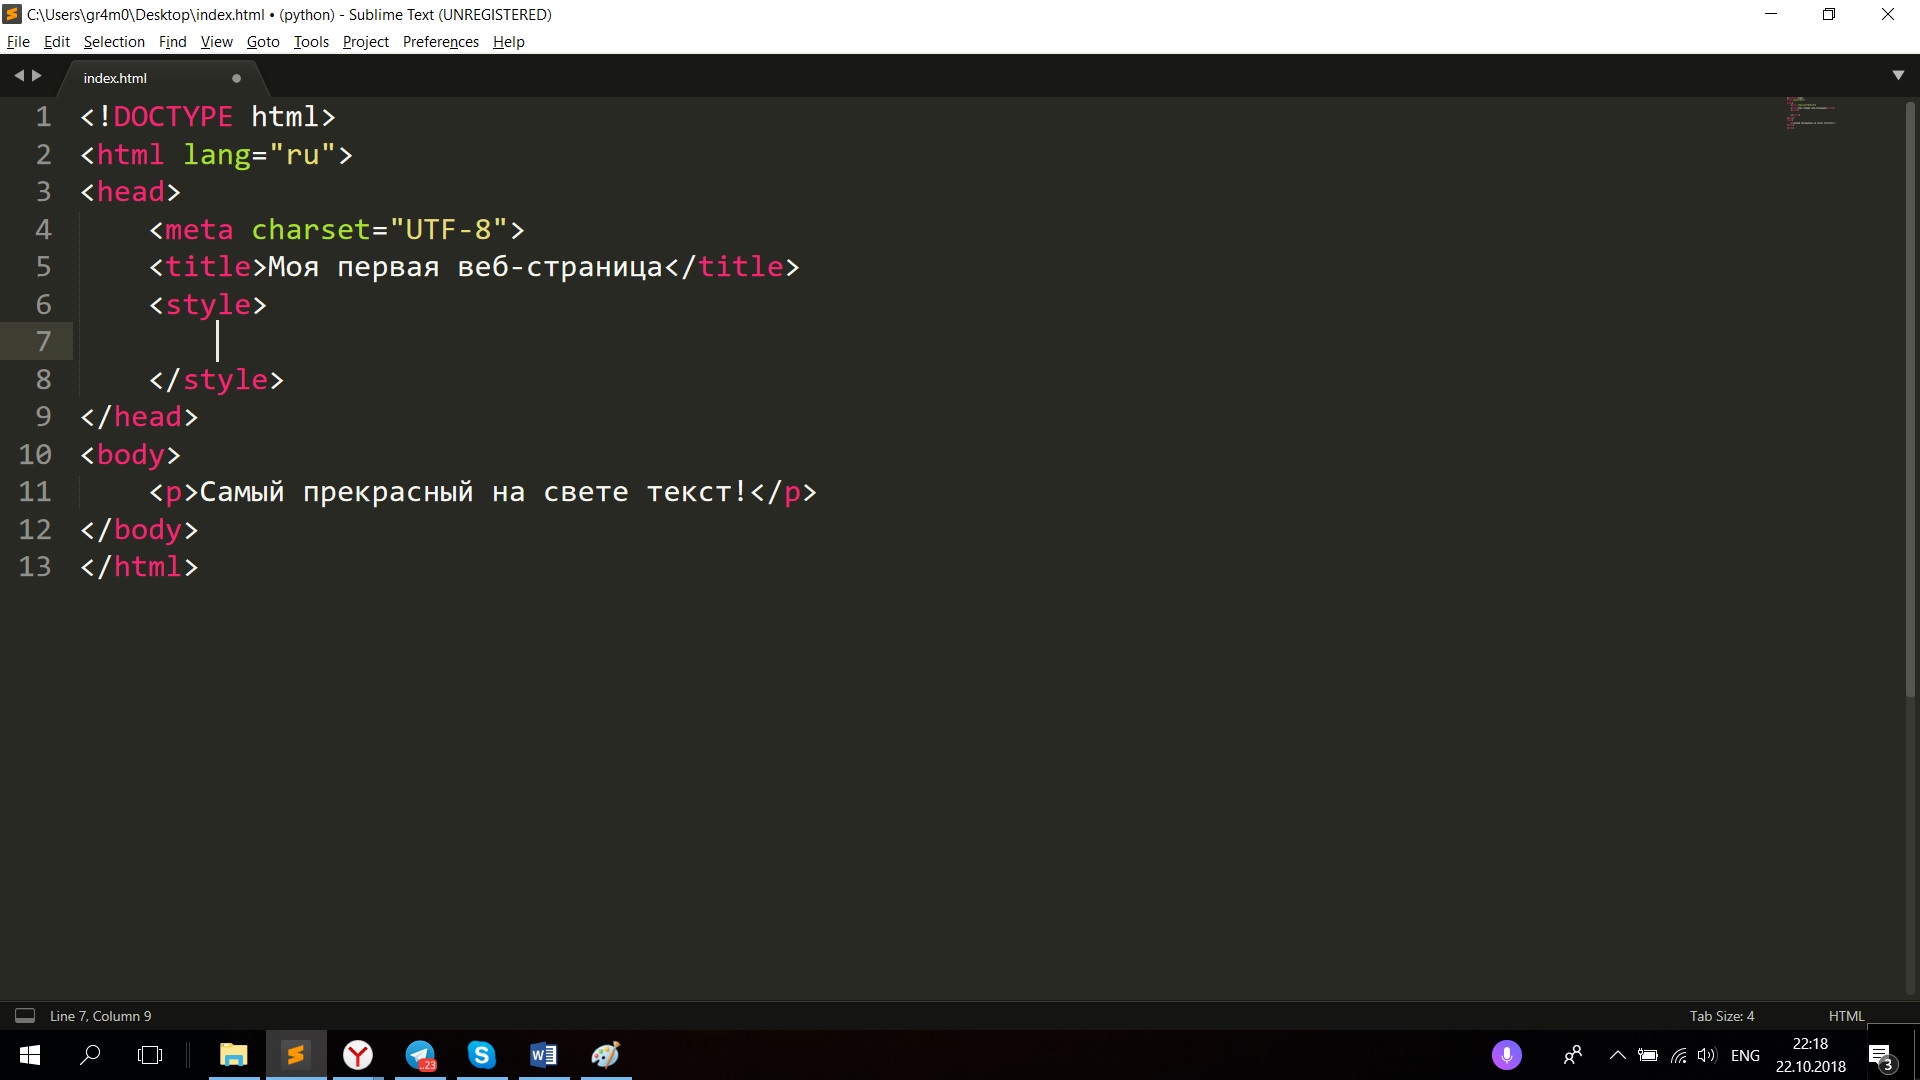 C:\Users\gr4m0\Desktop\index.html • (python) - Sublime Text (UNREGISTERED)
File Edit Selection Find View Goto Tools Project Preferences Help
index.html
1 <!DOCTYPE html>
2 <html lang="ru">
3 <head>
4 <meta charset="UTF-8">
5 <title>Моя первая веб-страница</title>
6 <style>
7
8 </style>
9 </head>
10 <body>
11 <p>Самый прекрасный на свете текст!</p>
12 </body>
13 </html>
Line 7, Column 9
Tab Size: 4
HTML
..23
ENG
22:18
22.10.2018
3